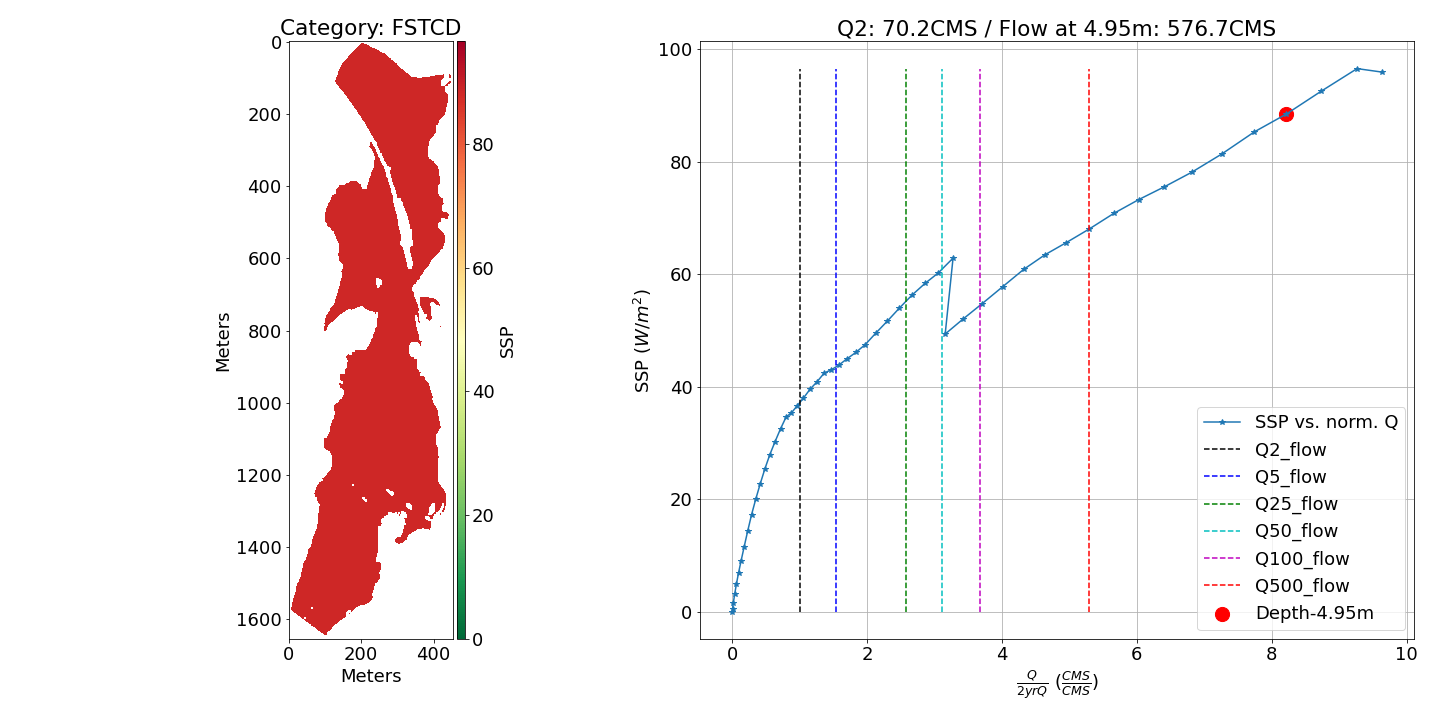 Category: FSTCD
0
200
400
600
800
1000
1200
1400
1600
Meters
0
200
400
Meters
80
60
40
20
0
SSP
Q2: 70.2CMS / Flow at 4.95m: 576.7CMS
100
80
60
40
20
0
SSP (W/m²)
0
2
4
6
8
10
Q/2yrQ (CMS/CMS)
SSP vs. norm. Q
Q2_flow
Q5_flow
Q25_flow
Q50_flow
Q100_flow
Q500_flow
Depth-4.95m